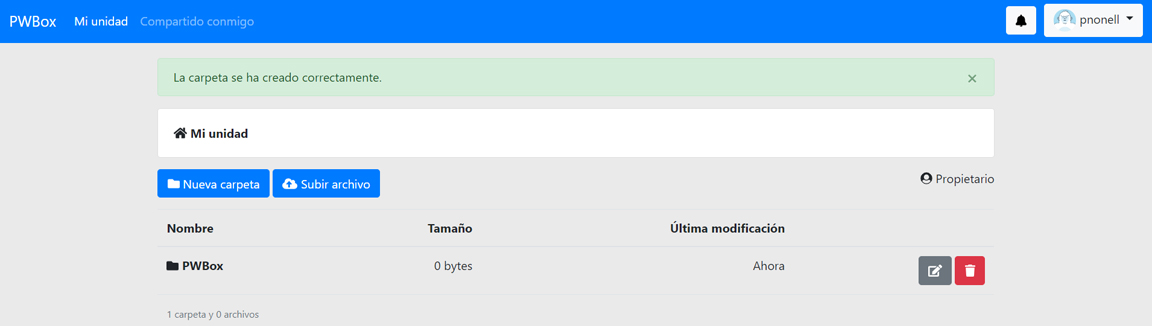 PWBox Mi unidad Compartido conmigo pnonell
La carpeta se ha creado correctamente. ×
Mi unidad
Nueva carpeta Subir archivo Propietario
Nombre Tamaño Última modificación
PWBox 0 bytes Ahora
1 carpeta y 0 archivos